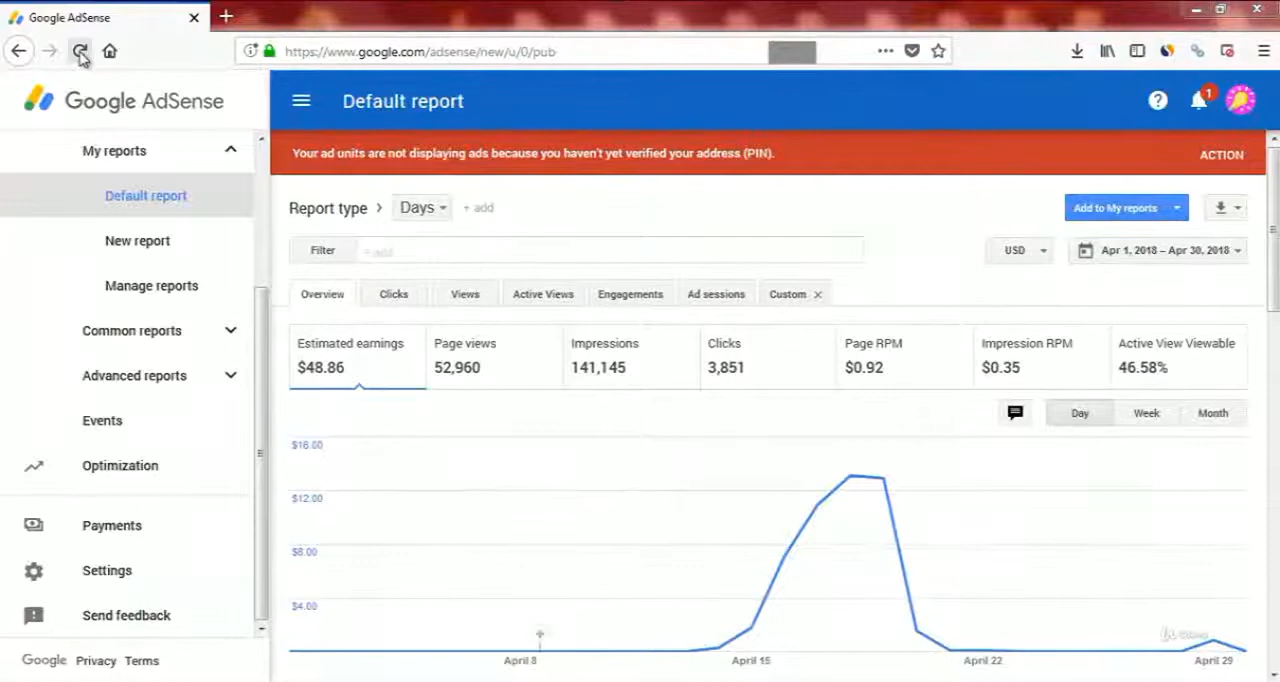 Google AdSense
https://www.google.com/adsense/new/u/0/pub
Google AdSense
Default report
1
Your ad units are not displaying ads because you haven't yet verified your address (PIN).
ACTION
My reports
Default report
New report
Manage reports
Common reports
Advanced reports
Events
Optimization
Payments
Settings
Send feedback
Google Privacy Terms
Report type > Days + add
Add to My reports
Filter + add
USD
Apr 1, 2018 – Apr 30, 2018
Overview Clicks Views Active Views Engagements Ad sessions Custom
Estimated earnings Page views Impressions Clicks Page RPM Impression RPM Active View Viewable
$48.86 52,960 141,145 3,851 $0.92 $0.35 46.58%
Day Week Month
$16.00
$12.00
$8.00
$4.00
April 8 April 15 April 22 April 29